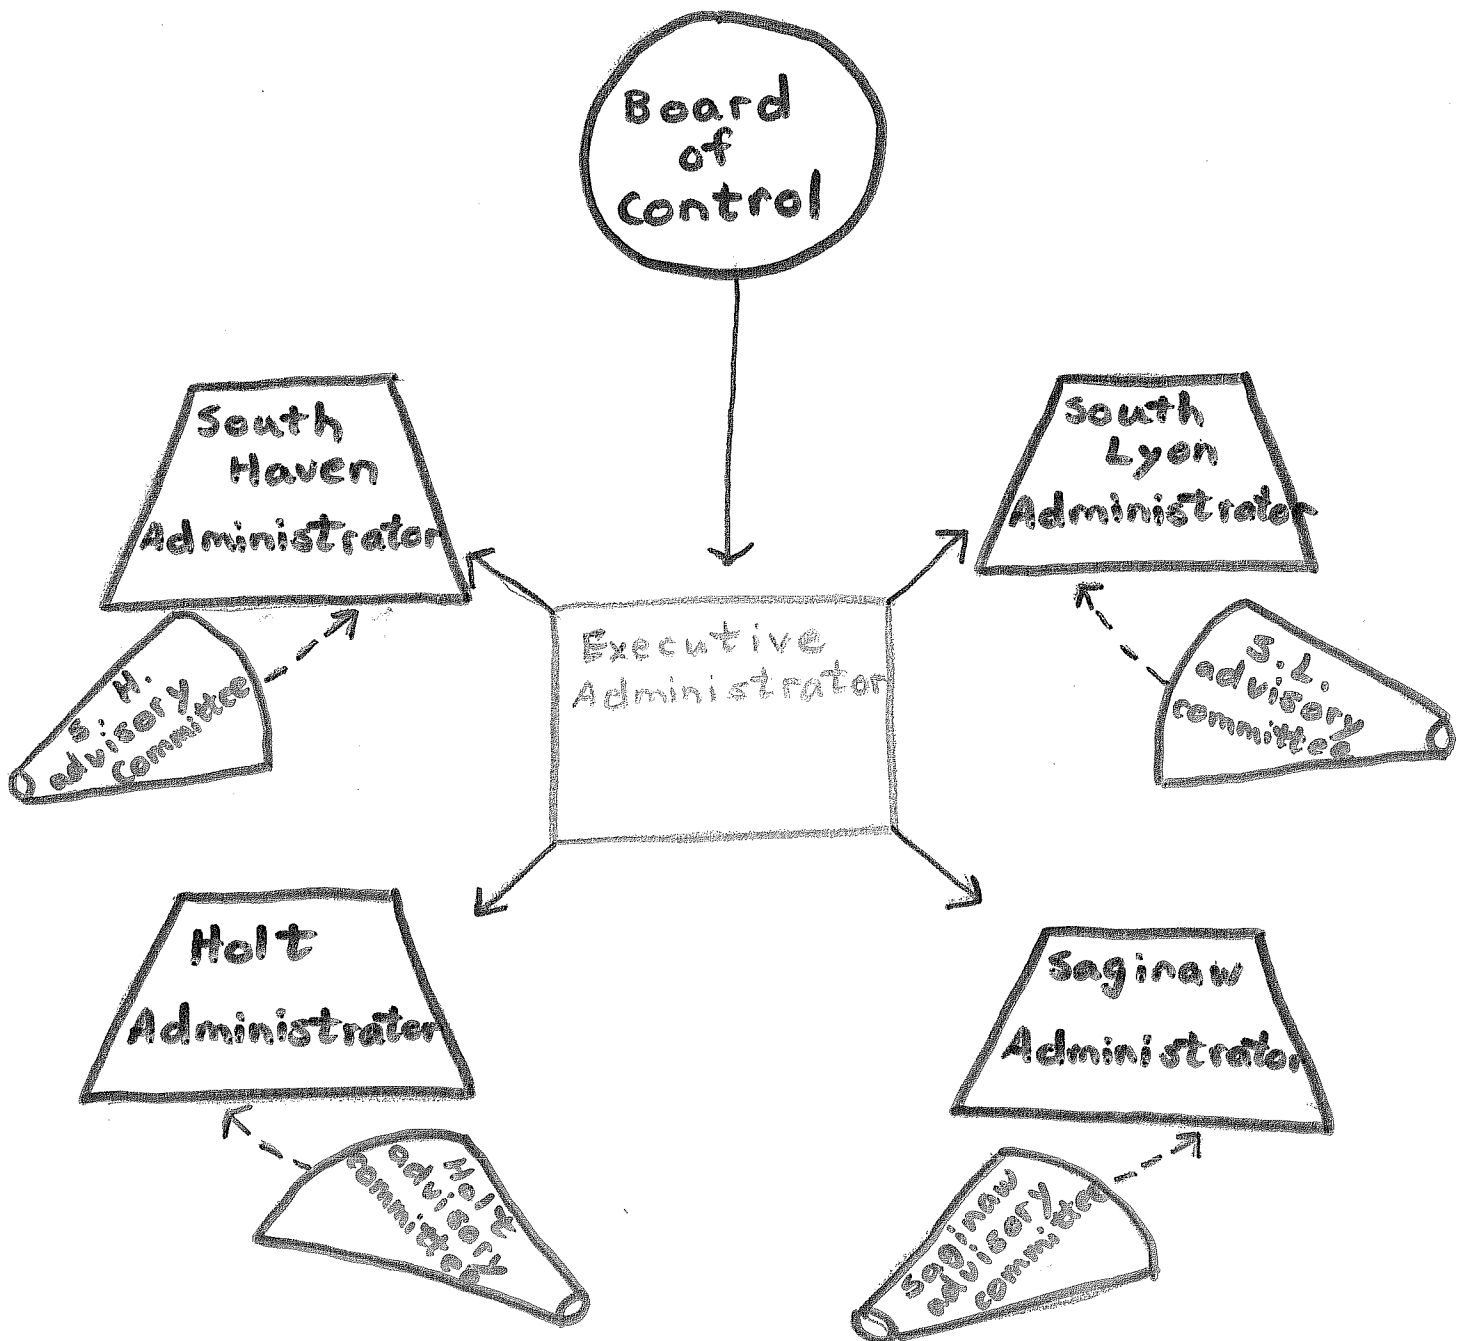 Board
of
Control
South
Haven
Administrator
South
Lyon
Administrator
Executive
Administrator
S. H.
advisory
committee
S. L.
advisory
committee
Holt
Administrator
Saginaw
Administrator
Holt
advisory
committee
Saginaw
advisory
committee